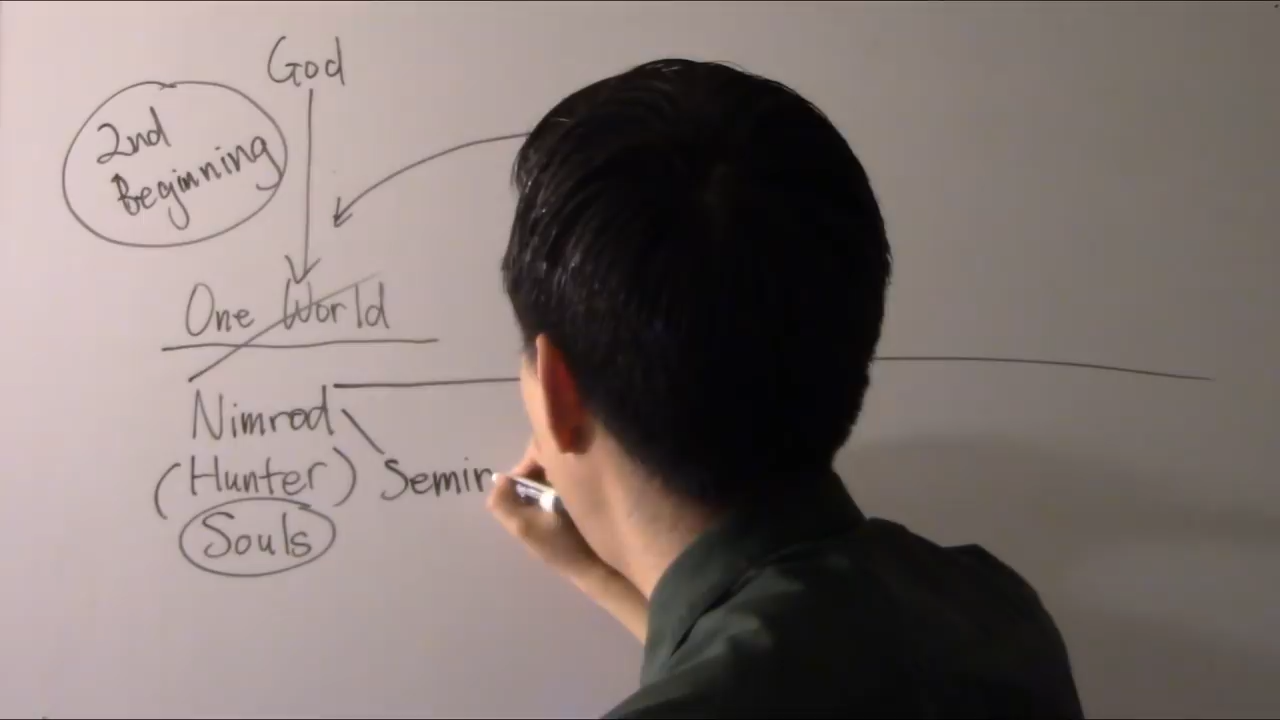 God
2nd
Beginning
One World
Nimrod
(Hunter) Semir
Souls